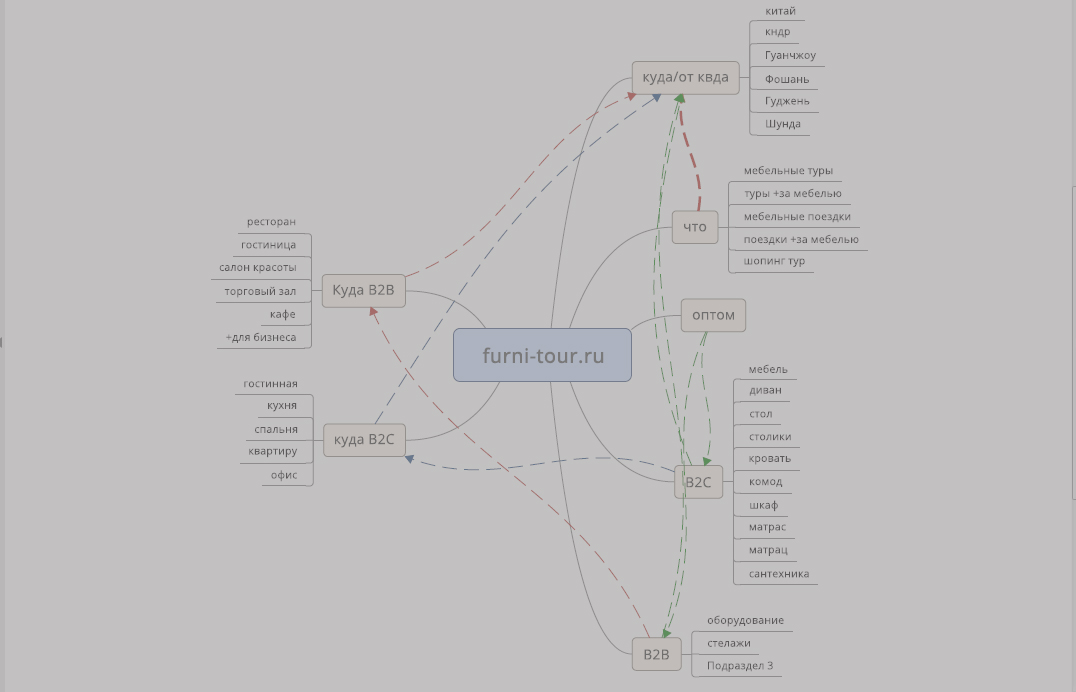 китай
кндр
Гуанчжоу
Фошань
Гуджень
Шунда
куда/от квда
мебельные туры
туры +за мебелью
мебельные поездки
поездки +за мебелью
шопинг тур
что
ресторан
гостиница
салон красоты
торговый зал
кафе
+для бизнеса
Куда B2B
оптом
furni-tour.ru
гостинная
кухня
спальня
квартиру
офис
куда B2C
мебель
диван
стол
столики
кровать
комод
шкаф
матрас
матрац
сантехника
B2C
оборудование
стелажи
Подраздел 3
B2B